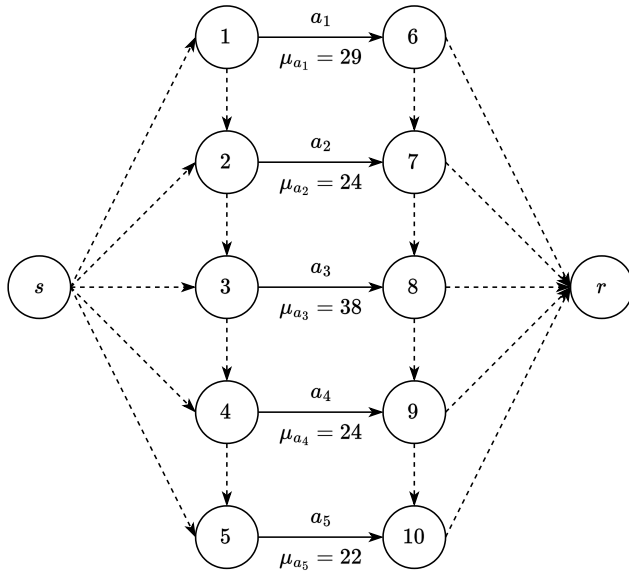 1
a₁
μₐ₁ = 29
6
2
a₂
μₐ₂ = 24
7
s
3
a₃
μₐ₃ = 38
8
r
4
a₄
μₐ₄ = 24
9
5
a₅
μₐ₅ = 22
10